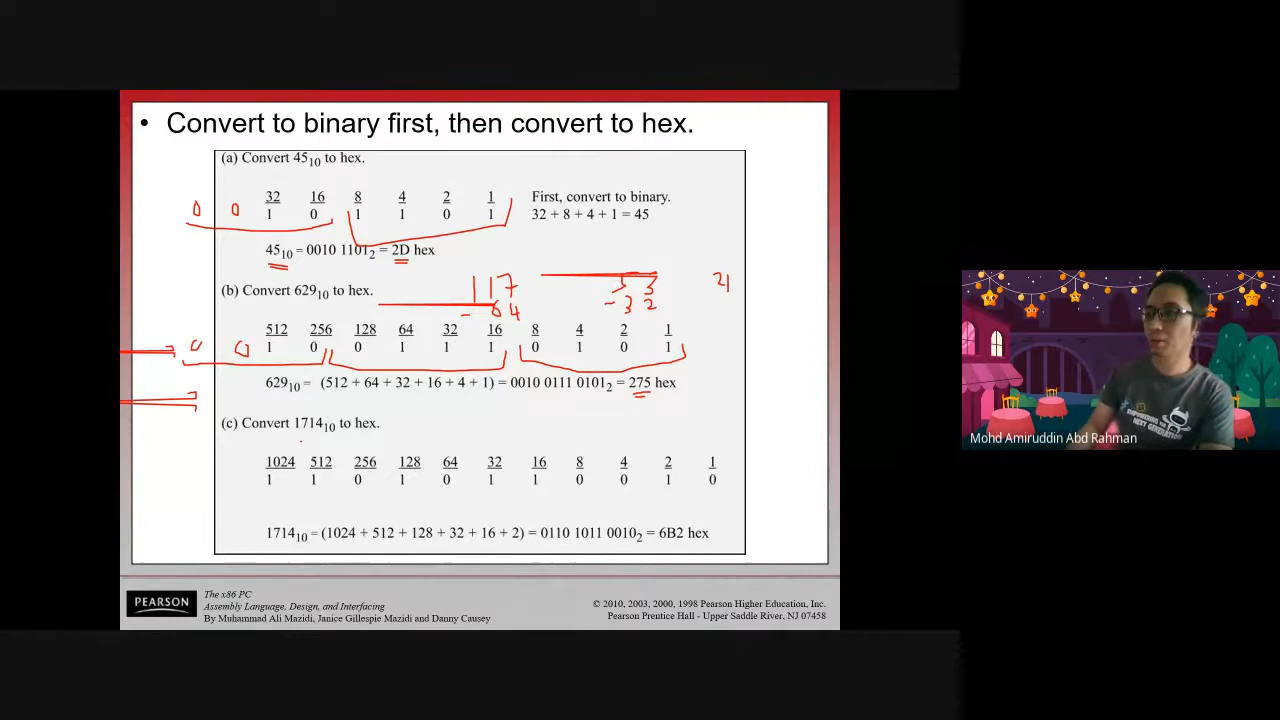 • Convert to binary first, then convert to hex.
(a) Convert 45₁₀ to hex.
32 16 8 4 2 1 First, convert to binary.
0 0 1 0 1 1 0 1 32 + 8 + 4 + 1 = 45
45₁₀ = 0010 1101₂ = 2D hex
117 53 21
(b) Convert 629₁₀ to hex.
- 64 - 32
512 256 128 64 32 16 8 4 2 1
0 0 1 0 0 1 1 1 0 1 0 1
629₁₀ = (512 + 64 + 32 + 16 + 4 + 1) = 0010 0111 0101₂ = 275 hex
(c) Convert 1714₁₀ to hex.
1024 512 256 128 64 32 16 8 4 2 1
1 1 0 1 0 1 1 0 0 1 0
1714₁₀ = (1024 + 512 + 128 + 32 + 16 + 2) = 0110 1011 0010₂ = 6B2 hex
PEARSON
The x86 PC
Assembly Language, Design, and Interfacing
By Muhammad Ali Mazidi, Janice Gillespie Mazidi and Danny Causey
© 2010, 2003, 2000, 1998 Pearson Higher Education, Inc.
Pearson Prentice Hall - Upper Saddle River, NJ 07458
EMPOWERING THE
NEXT GENERATION
Mohd Amiruddin Abd Rahman